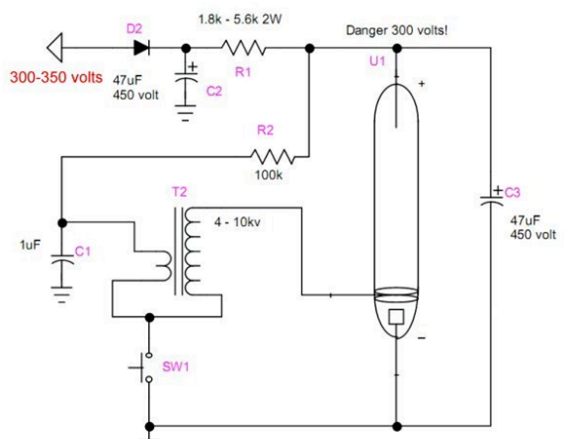 D2
1.8k - 5.6k 2W
Danger 300 volts!
U1
300-350 volts
47uF
450 volt
+
C2
R1
+
R2
100k
T2
4 - 10kv
+
C3
47uF
450 volt
1uF
C1
SW1
−